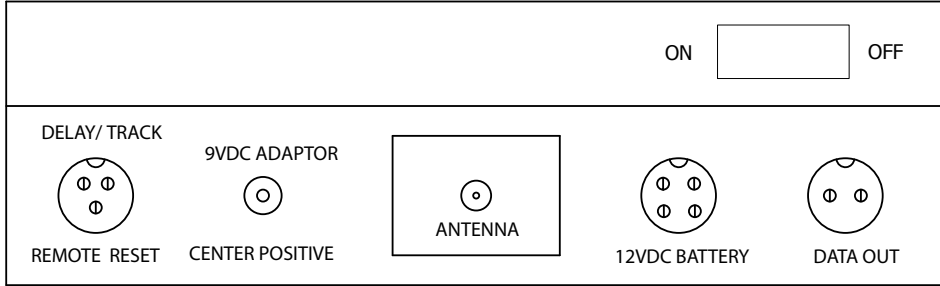 ON
OFF
DELAY/ TRACK
9VDC ADAPTOR
ANTENNA
REMOTE RESET
CENTER POSITIVE
12VDC BATTERY
DATA OUT